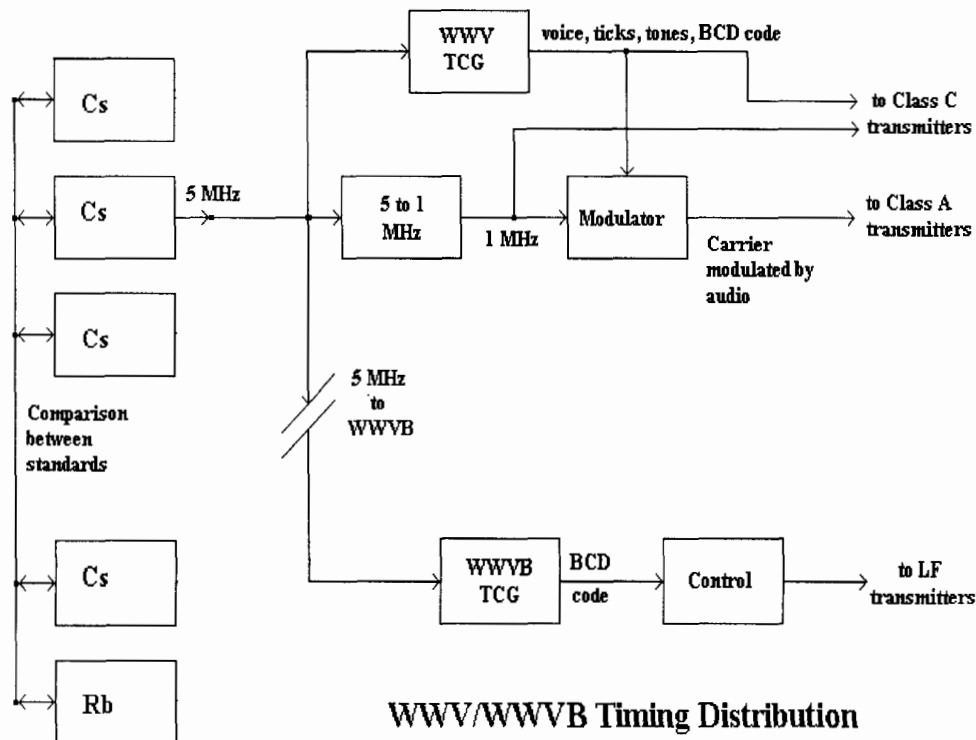 WWV
TCG
voice, ticks, tones, BCD code
Cs
to Class C
transmitters
Cs
5 MHz
5 to 1
MHz
1 MHz
Modulator
to Class A
transmitters
Carrier
modulated by
audio
Cs
5 MHz
to
WWVB
Comparison
between
standards
Cs
WWVB
TCG
BCD
code
Control
to LF
transmitters
Rb
WWV/WWVB Timing Distribution